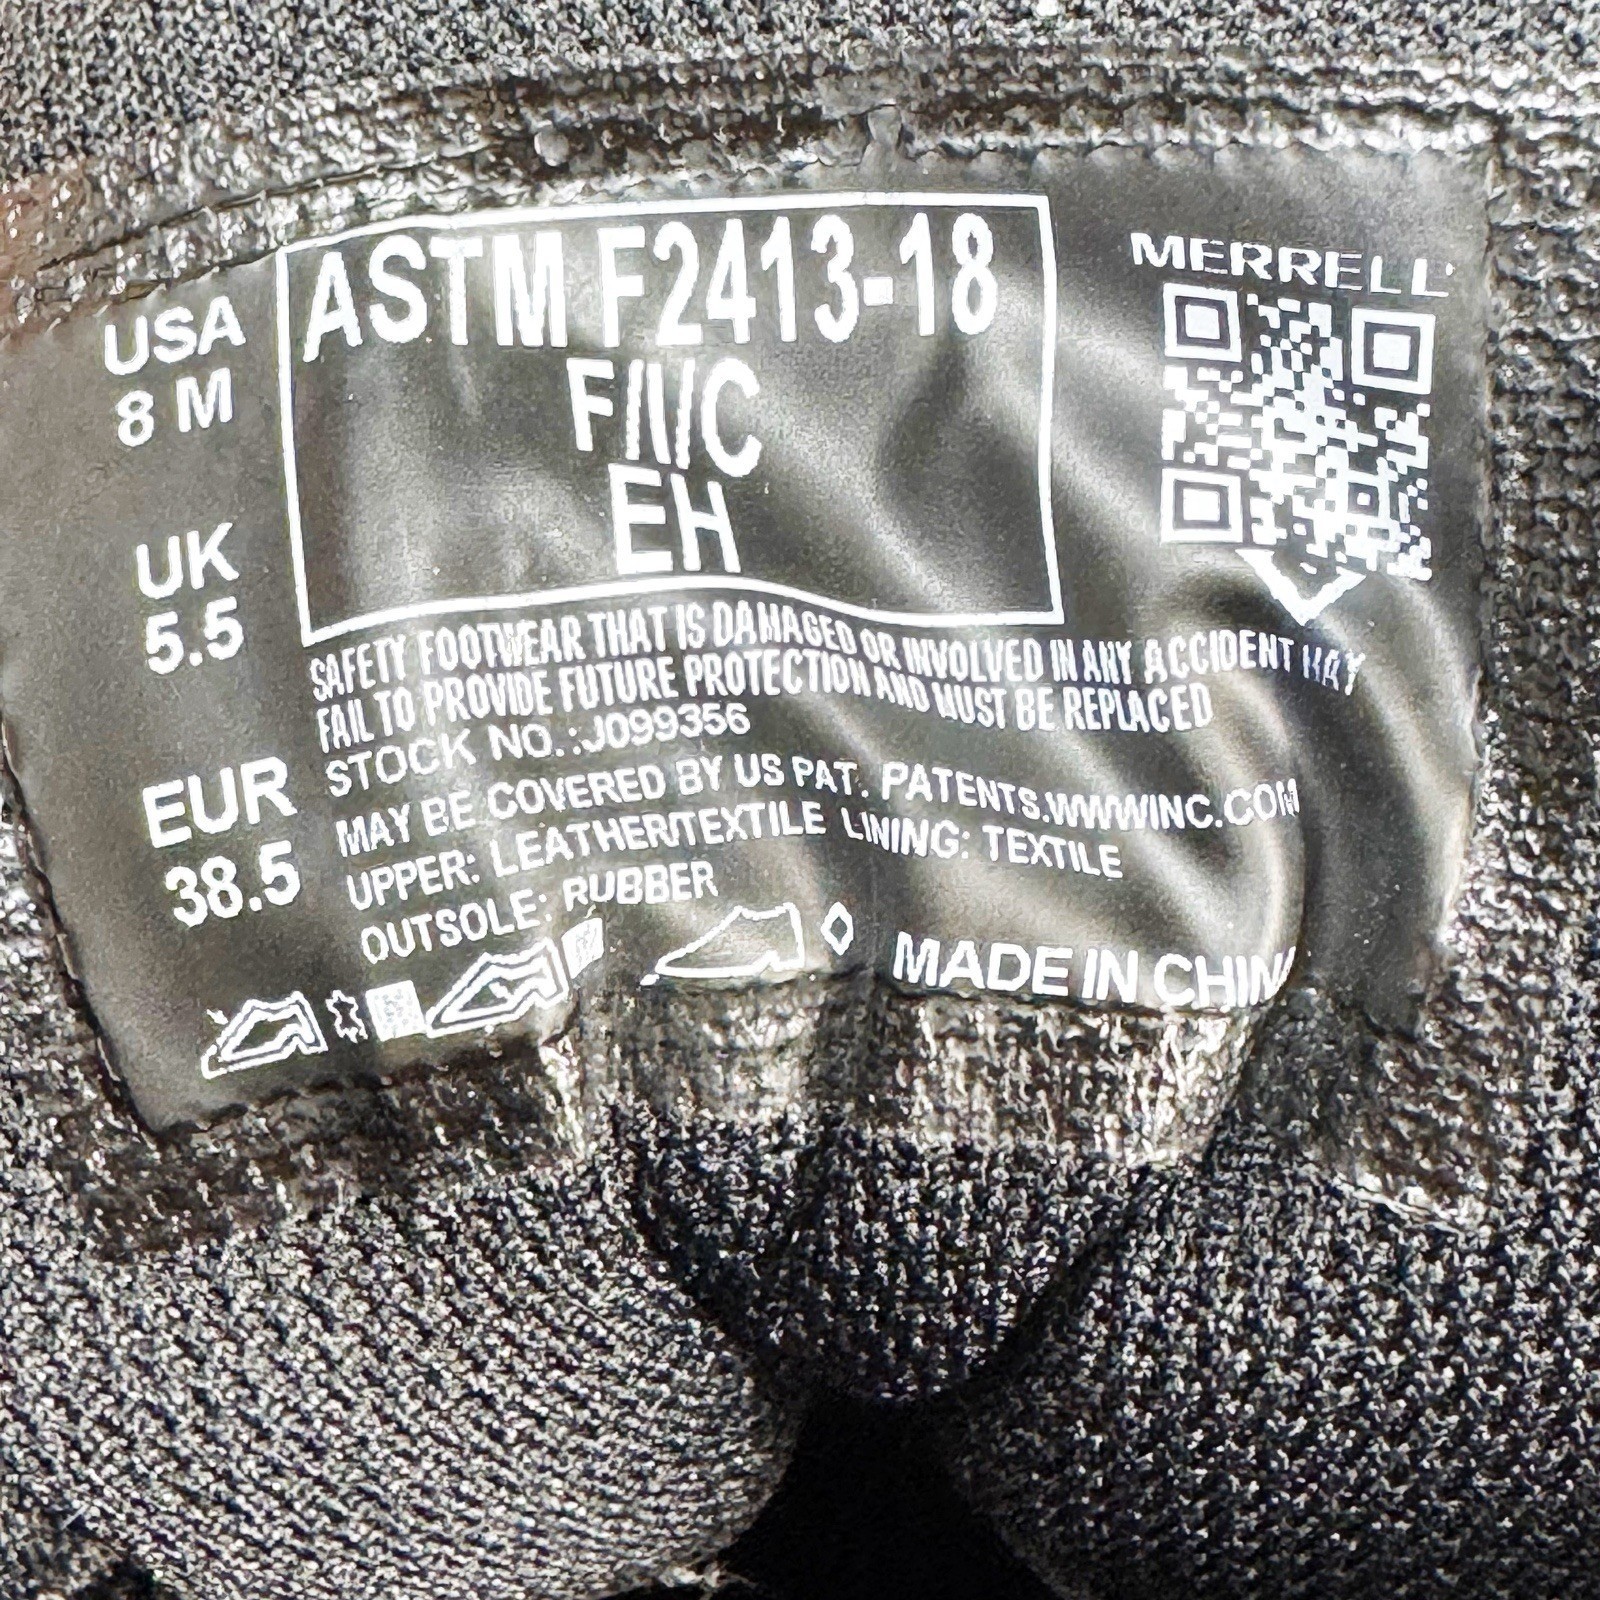 USA
8 M
UK
5.5
EUR
38.5
ASTM F2413-18
F/I/C
EH
MERRELL
SAFETY FOOTWEAR THAT IS DAMAGED OR INVOLVED IN ANY ACCIDENT MAY
FAIL TO PROVIDE FUTURE PROTECTION AND MUST BE REPLACED
STOCK NO.:J099356
MAY BE COVERED BY US PAT. PATENTS.WWWINC.COM
UPPER: LEATHER/TEXTILE LINING: TEXTILE
OUTSOLE: RUBBER
MADE IN CHINA